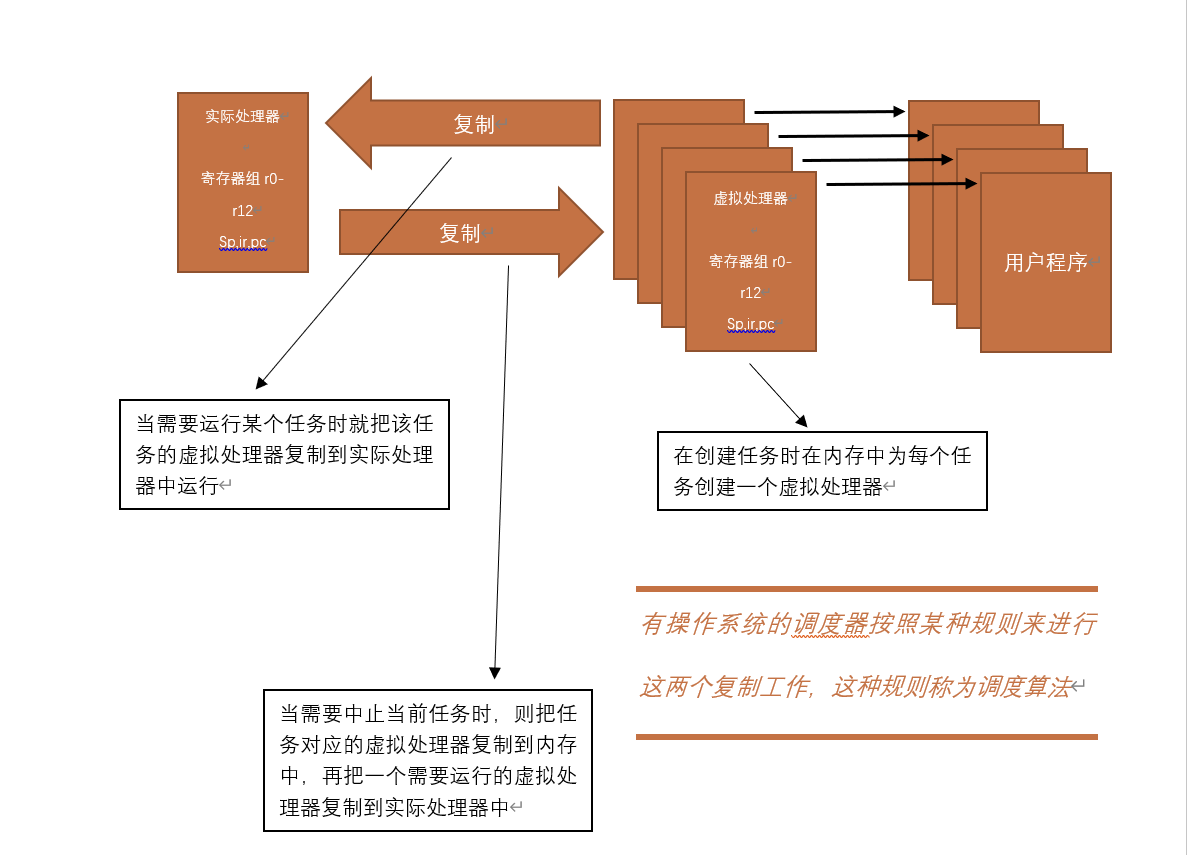 实际处理器
寄存器组 r0-
r12
Sp.ir.pc
复制
复制
虚拟处理器
寄存器组 r0-
r12
Sp.ir.pc
用户程序
当需要运行某个任务时就把该任
务的虚拟处理器复制到实际处理
器中运行
在创建任务时在内存中为每个任
务创建一个虚拟处理器
有操作系统的调度器按照某种规则来进行
这两个复制工作，这种规则称为调度算法
当需要中止当前任务时，则把任
务对应的虚拟处理器复制到内存
中，再把一个需要运行的虚拟处
理器复制到实际处理器中